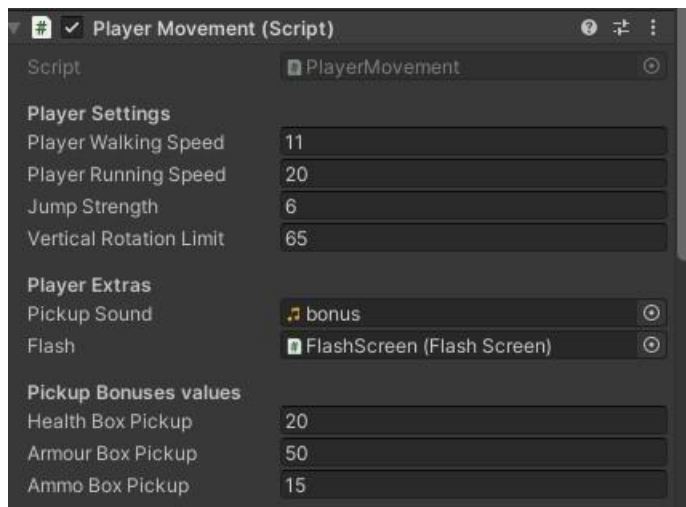 # Player Movement (Script)
Script # PlayerMovement
Player Settings
Player Walking Speed 11
Player Running Speed 20
Jump Strength 6
Vertical Rotation Limit 65
Player Extras
Pickup Sound bonus
Flash # FlashScreen (Flash Screen)
Pickup Bonuses values
Health Box Pickup 20
Armour Box Pickup 50
Ammo Box Pickup 15